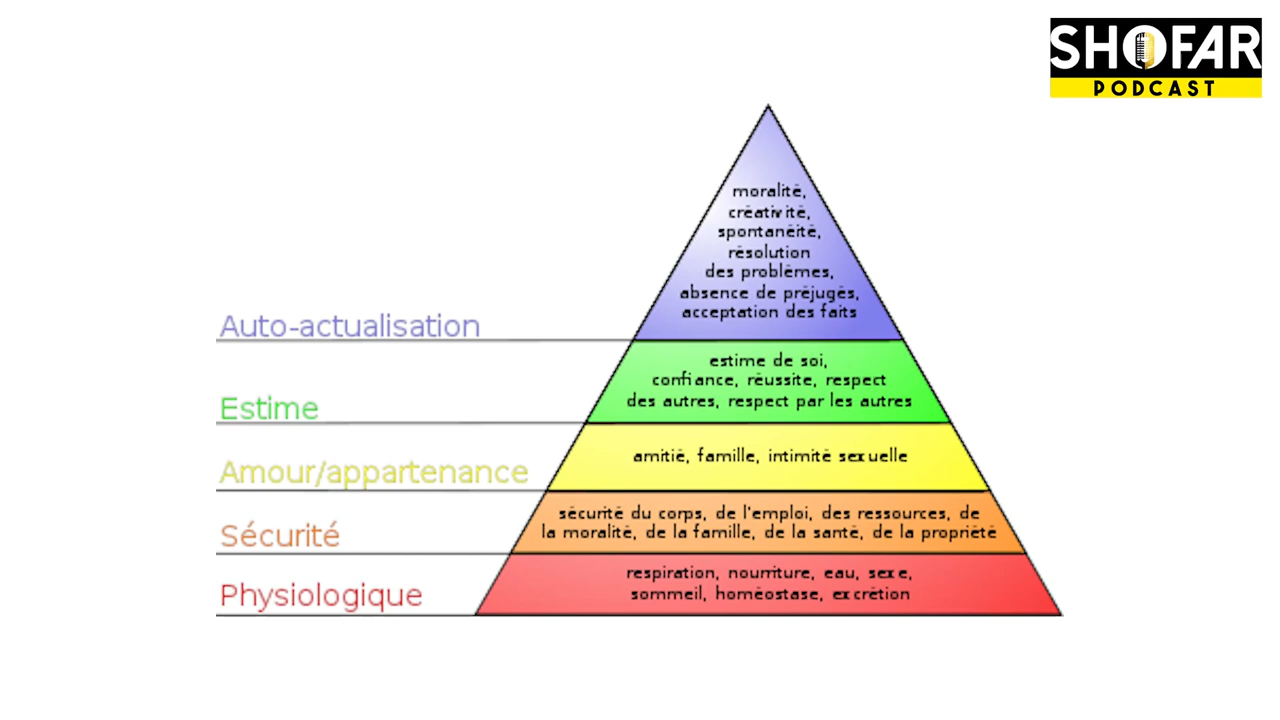 SHOFAR
PODCAST
moralité,
créativité,
spontanéité,
résolution
des problèmes,
absence de préjugés,
acceptation des faits
Auto-actualisation
estime de soi,
confiance, réussite, respect
des autres, respect par les autres
Estime
amitié, famille, intimité sexuelle
Amour/appartenance
sécurité du corps, de l'emploi, des ressources, de
la moralité, de la famille, de la santé, de la propriété
Sécurité
respiration, nourriture, eau, sexe,
sommeil, homéostase, excrétion
Physiologique